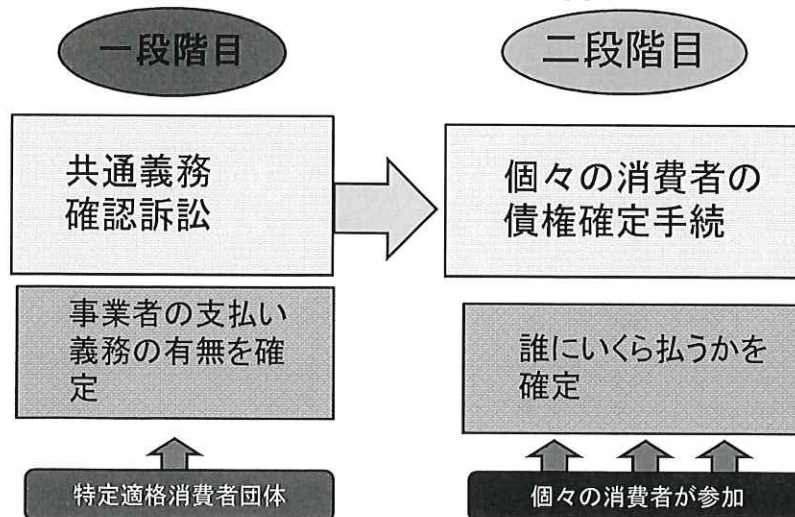 一段階目
共通義務
確認訴訟
事業者の支払い
義務の有無を確
定
特定適格消費者団体
二段階目
個々の消費者の
債権確定手続
誰にいくら払うかを
確定
個々の消費者が参加